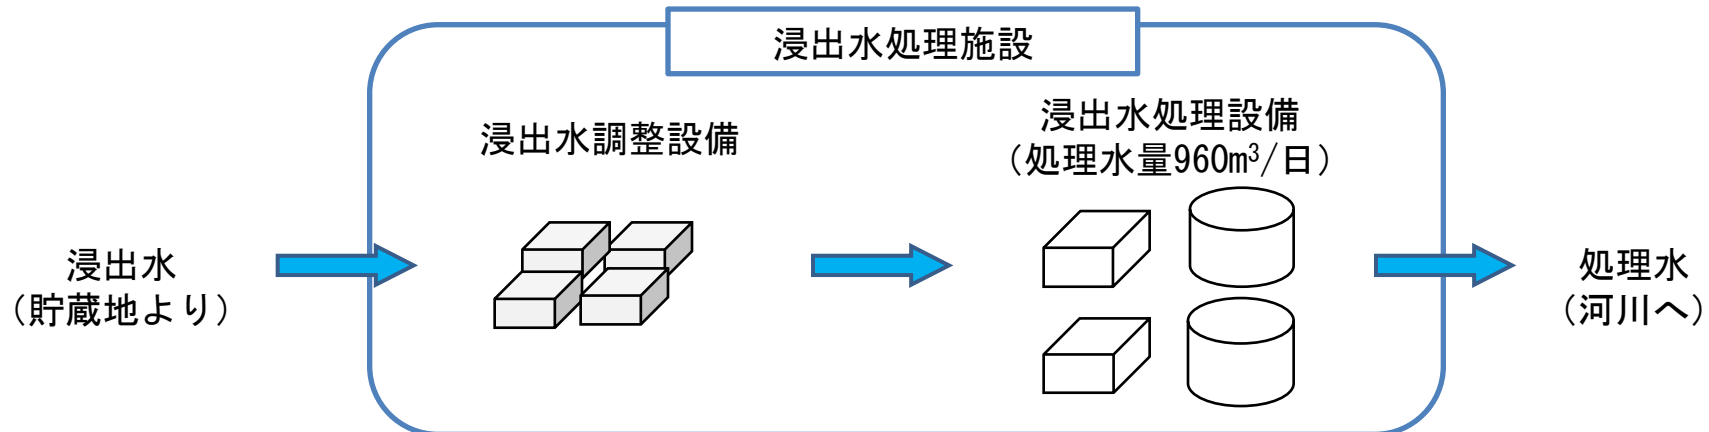 浸出水処理施設
浸出水調整設備
浸出水処理設備
（処理水量960m³/日）
浸出水
（貯蔵地より）
処理水
（河川へ）